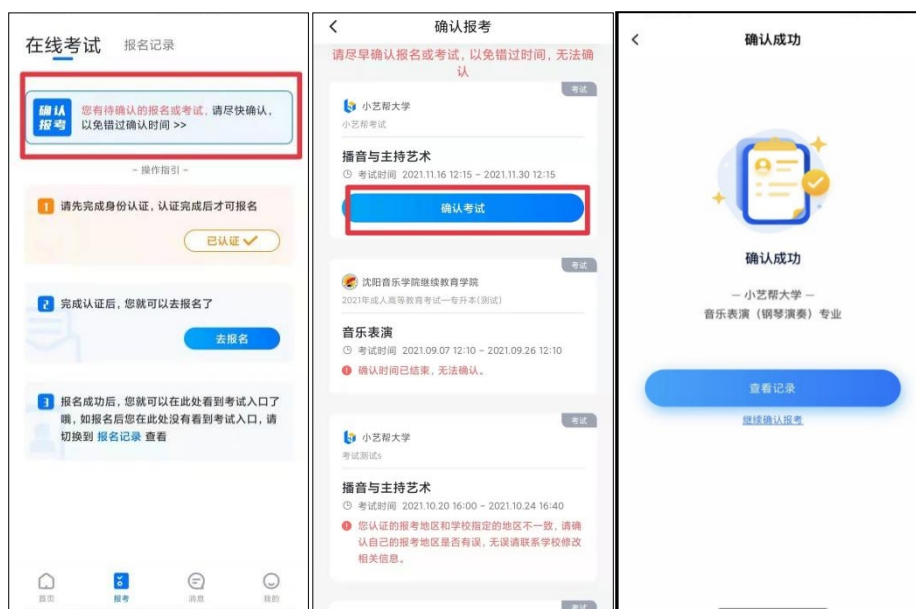 在线考试 报名记录
确认
报考
您有待确认的报名或考试，请尽快确认，
以免错过确认时间 >>
- 操作指引 -
1 请先完成身份认证，认证完成后才可报名
已认证
2 完成认证后，您就可以去报名了
去报名
3 报名成功后，您就可以在此处看到考试入口了
哦，如报名后您在此处没有看到考试入口，请
切换到 报名记录 查看
首页 报考 消息 我的
确认报考
请尽早确认报名或考试，以免错过时间，无法确
认
考试
小艺帮大学
小艺帮考试
播音与主持艺术
考试时间 2021.11.16 12:15 - 2021.11.30 12:15
确认考试
考试
沈阳音乐学院继续教育学院
2021年成人高等教育考试—专升本(测试)
音乐表演
考试时间 2021.09.07 12:10 - 2021.09.26 12:10
确认时间已结束，无法确认。
考试
小艺帮大学
考试测试s
播音与主持艺术
考试时间 2021.10.20 16:00 - 2021.10.24 16:40
您认证的报考地区和学校指定的地区不一致，请确
认自己的报考地区是否有误，无误请联系学校修改
相关信息。
考试
确认成功
确认成功
— 小艺帮大学 —
音乐表演（钢琴演奏）专业
查看记录
继续确认报考